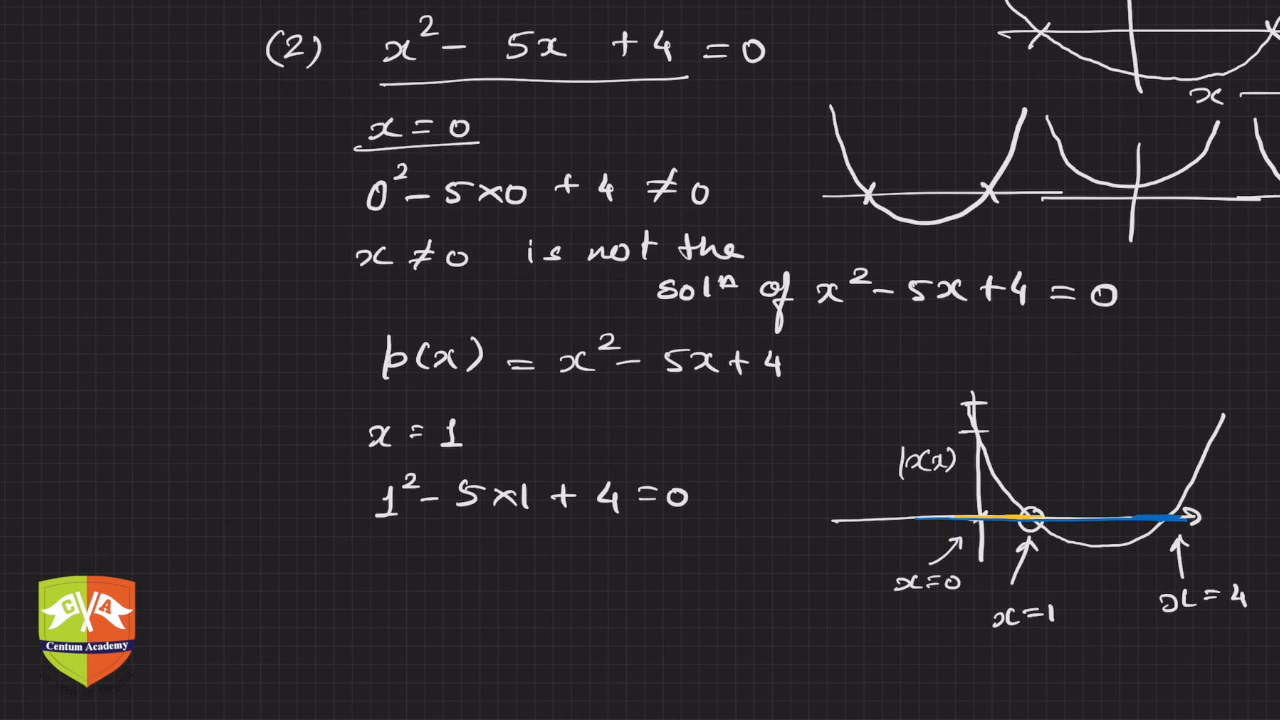 (2) x² - 5x + 4 = 0
x
x = 0
0² - 5×0 + 4 ≠ 0
x ≠ 0 is not the
solⁿ of x² - 5x + 4 = 0
p(x) = x² - 5x + 4
x = 1
p(x)
1² - 5×1 + 4 = 0
x=0
x=1
x=4
C A
Centum Academy